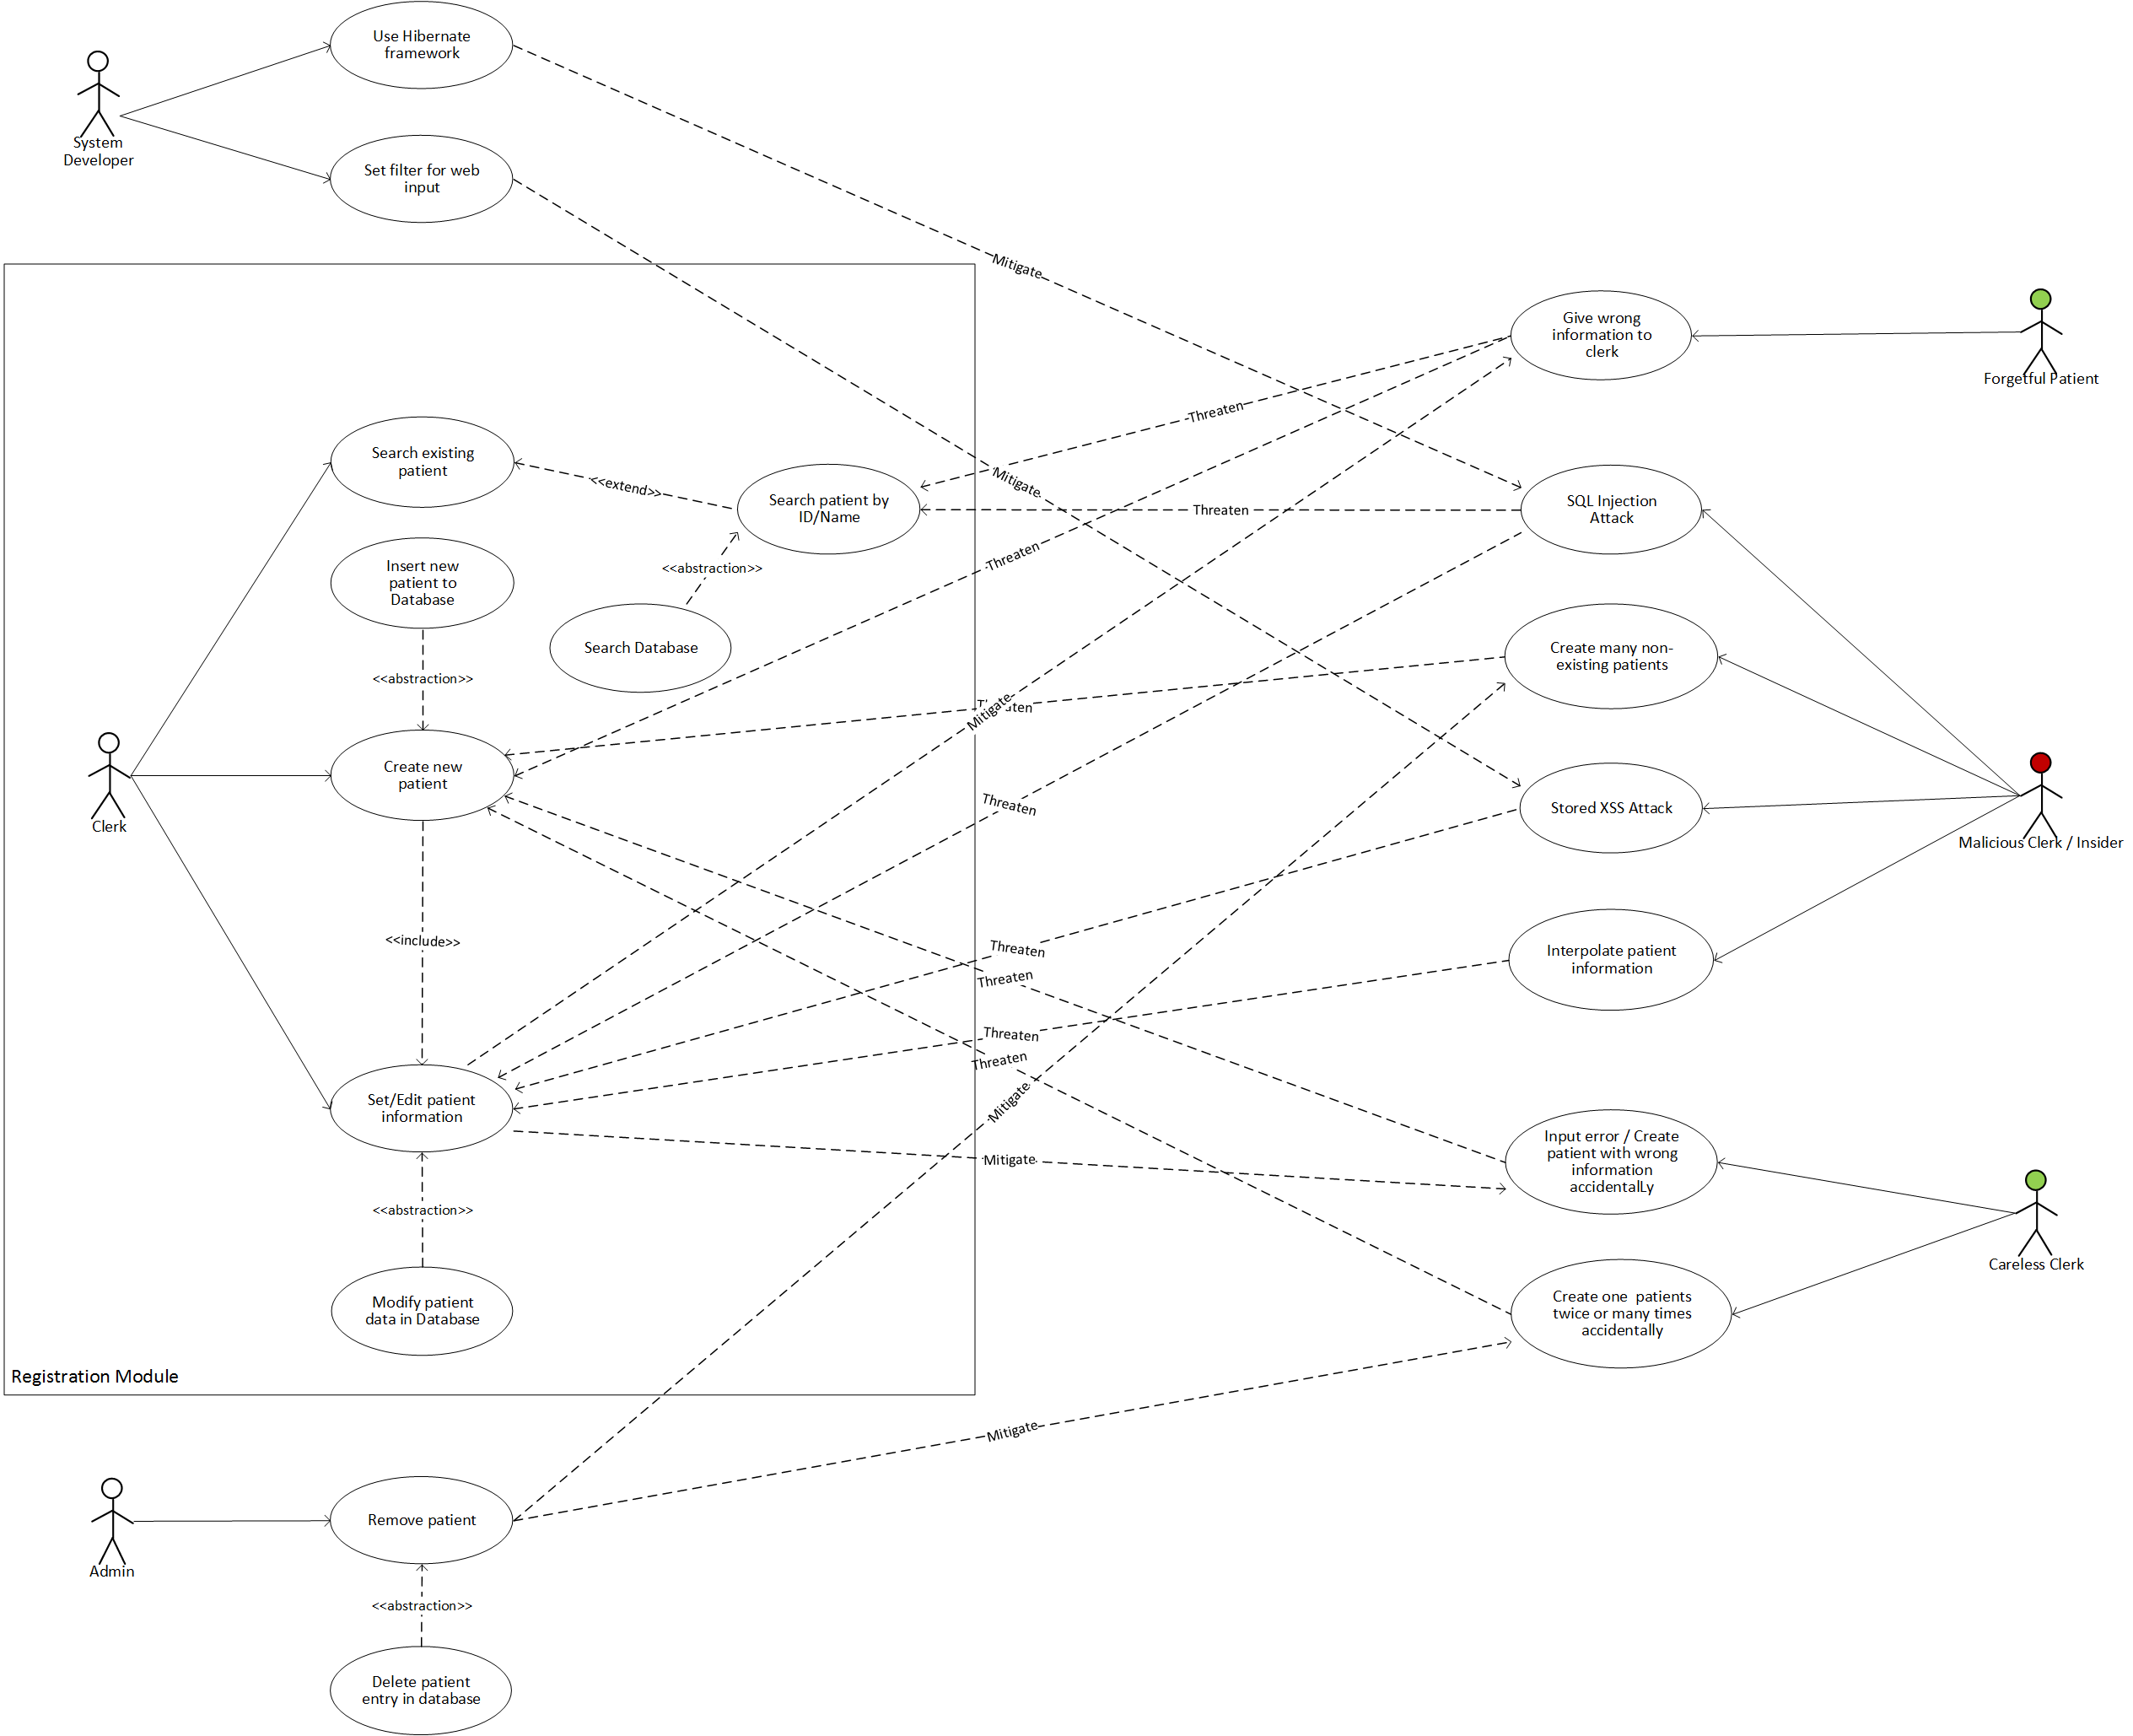 Use Hibernate
framework
System
Developer
Set filter for web
input
Mitigate
Give wrong
information to
clerk
Forgetful Patient
Threaten
Search existing
patient
<<extend>>
Search patient by
ID/Name
Mitigate
Threaten
SQL Injection
Attack
Threaten
Insert new
patient to
Database
<<abstraction>>
Search Database
<<abstraction>>
Create many non-
existing patients
Mitigate
Create new
patient
Clerk
Threaten
Stored XSS Attack
Malicious Clerk / Insider
<<include>>
Threaten
Threaten
Interpolate patient
information
Threaten
Threaten
Mitigate
Set/Edit patient
information
Mitigate
Input error / Create
patient with wrong
information
accidentalLy
<<abstraction>>
Careless Clerk
Modify patient
data in Database
Create one patients
twice or many times
accidentally
Registration Module
Mitigate
Remove patient
Admin
<<abstraction>>
Delete patient
entry in database